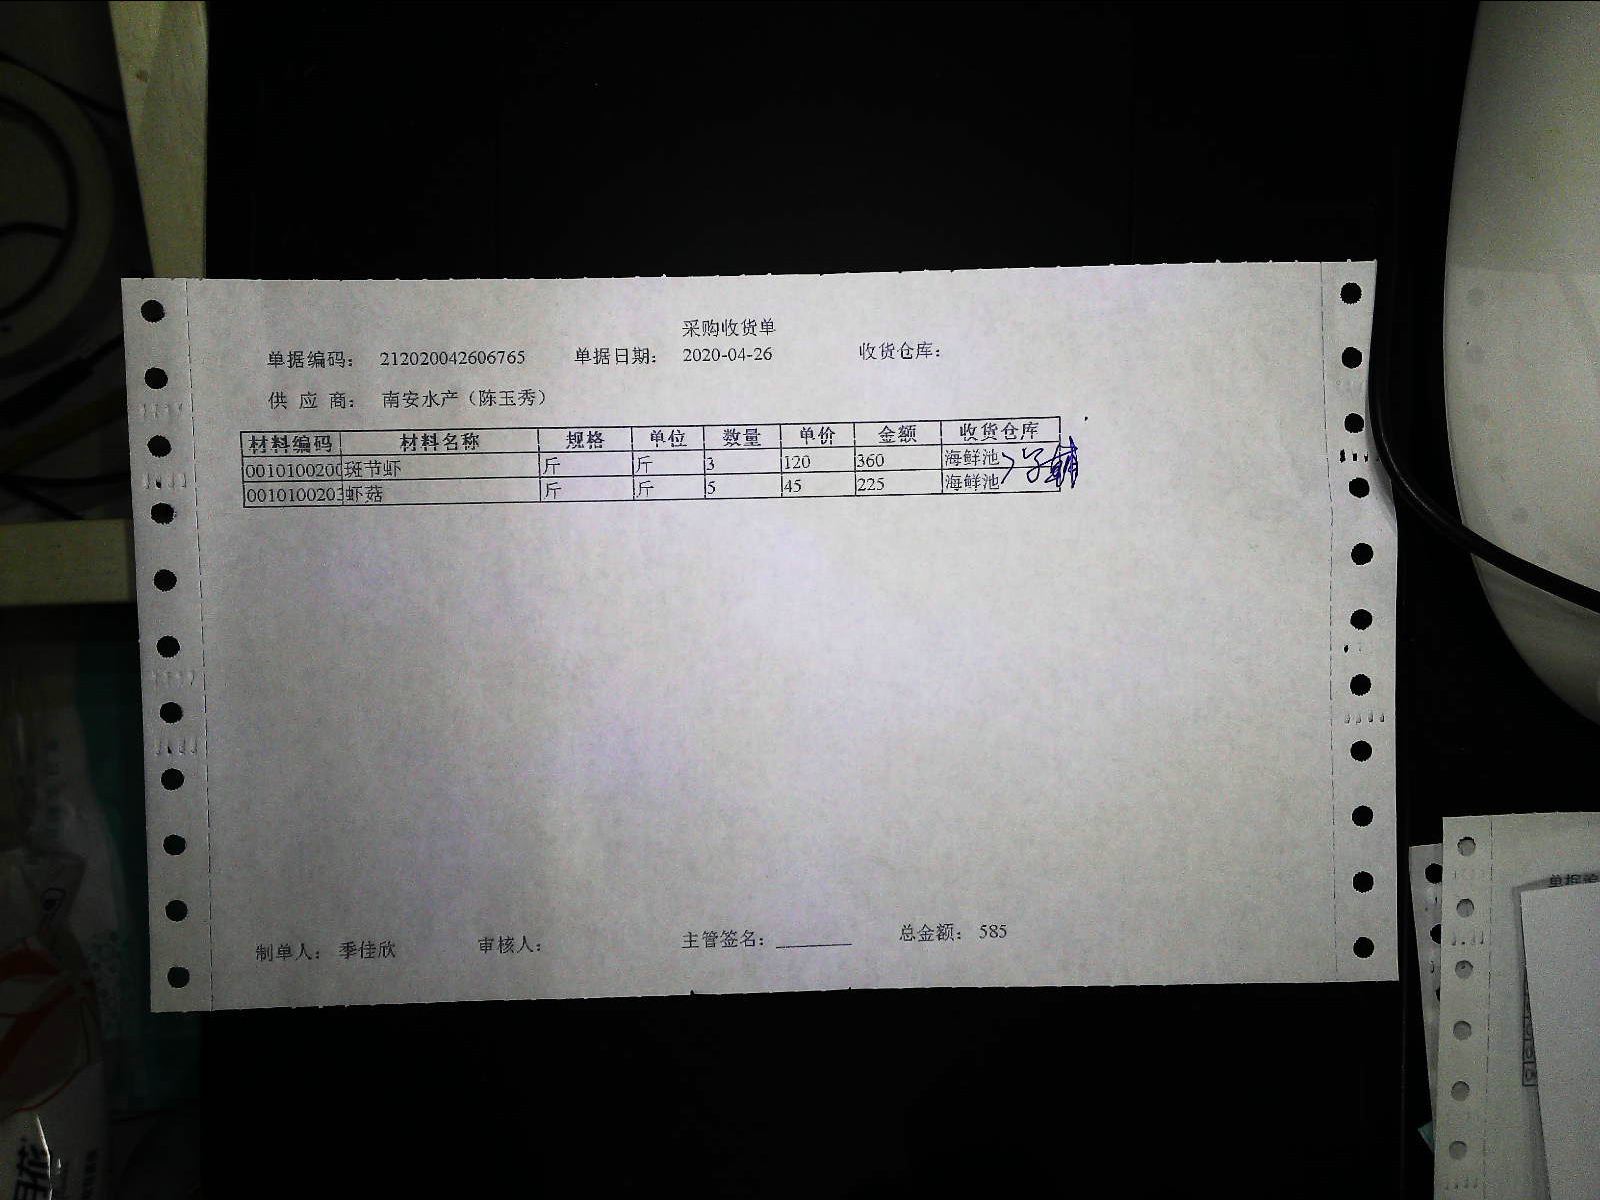 采购收货单
单据编码： 212020042606765 单据日期： 2020-04-26 收货仓库：
供 应 商： 南安水产（陈玉秀）
材料编码 材料名称 规格 单位 数量 单价 金额 收货仓库
0010100200 斑节虾 斤 斤 3 120 360 海鲜池
0010100203 虾菇 斤 斤 5 45 225 海鲜池
制单人： 季佳欣 审核人： 主管签名： 总金额： 585